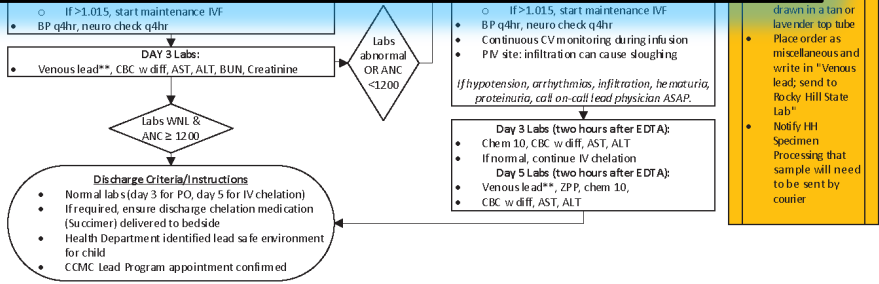 o If >1.015, start maintenance IVF
BP q4hr, neuro check q4hr
DAY 3 Labs:
• Venous lead**, CBC w diff, AST, ALT, BUN, Creatinine
Labs
abnormal
OR ANC
<1200
Labs WNL &
ANC ≥ 1200
Discharge Criteria/Instructions
• Normal labs (day 3 for PO, day 5 for IV chelation)
• If required, ensure discharge chelation medication
(Succimer) delivered to bedside
• Health Department identified lead safe environment
for child
• CCMC Lead Program appointment confirmed
o If >1.015, start maintenance IVF
• BP q4hr, neuro check q4hr
• Continuous CV monitoring during infusion
• PIV site: infiltration can cause sloughing
If hypotension, arrhythmias, infiltration, hematuria,
proteinuria, call on-call lead physician ASAP.
Day 3 Labs (two hours after EDTA):
• Chem 10, CBC w diff, AST, ALT
• If normal, continue IV chelation
Day 5 Labs (two hours after EDTA):
• Venous lead**, ZPP, chem 10,
• CBC w diff, AST, ALT
drawn in a tan or
lavender top tube
• Place order as
miscellaneous and
write in "Venous
lead; send to
Rocky Hill State
Lab"
• Notify HH
Specimen
Processing that
sample will need
to be sent by
courier